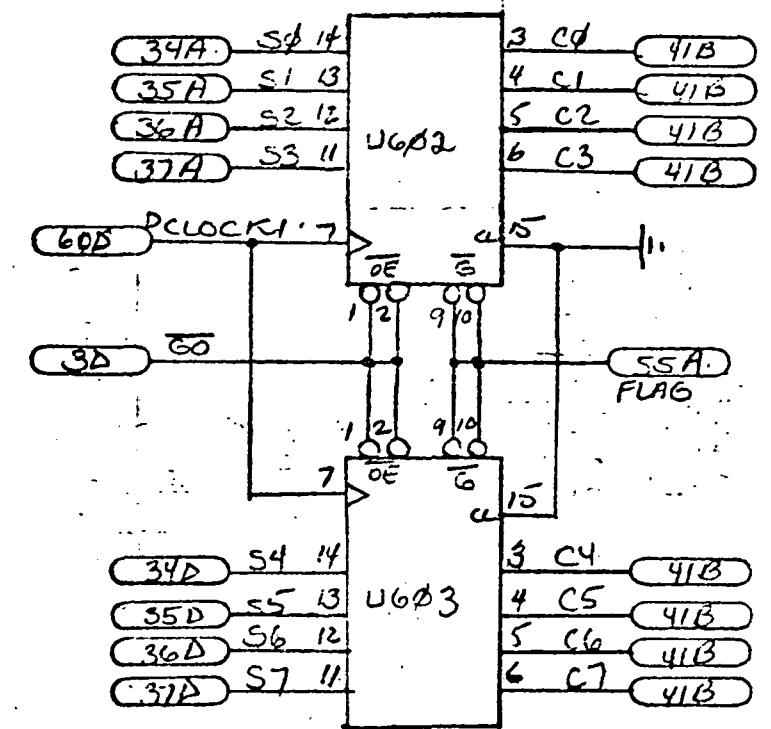 34A S0 14 3 C0 41B
35A S1 13 4 C1 41B
36A S2 12 5 C2 41B
37A S3 11 6 C3 41B
U602
60D DCLOCK1 7 15
OE G
1 2 9 10
3D GO 55A
FLAG
1 2 9 10
OE G
7 15
34D S4 14 3 C4 41B
35D S5 13 4 C5 41B
U603
36D S6 12 5 C6 41B
37D S7 11 6 C7 41B